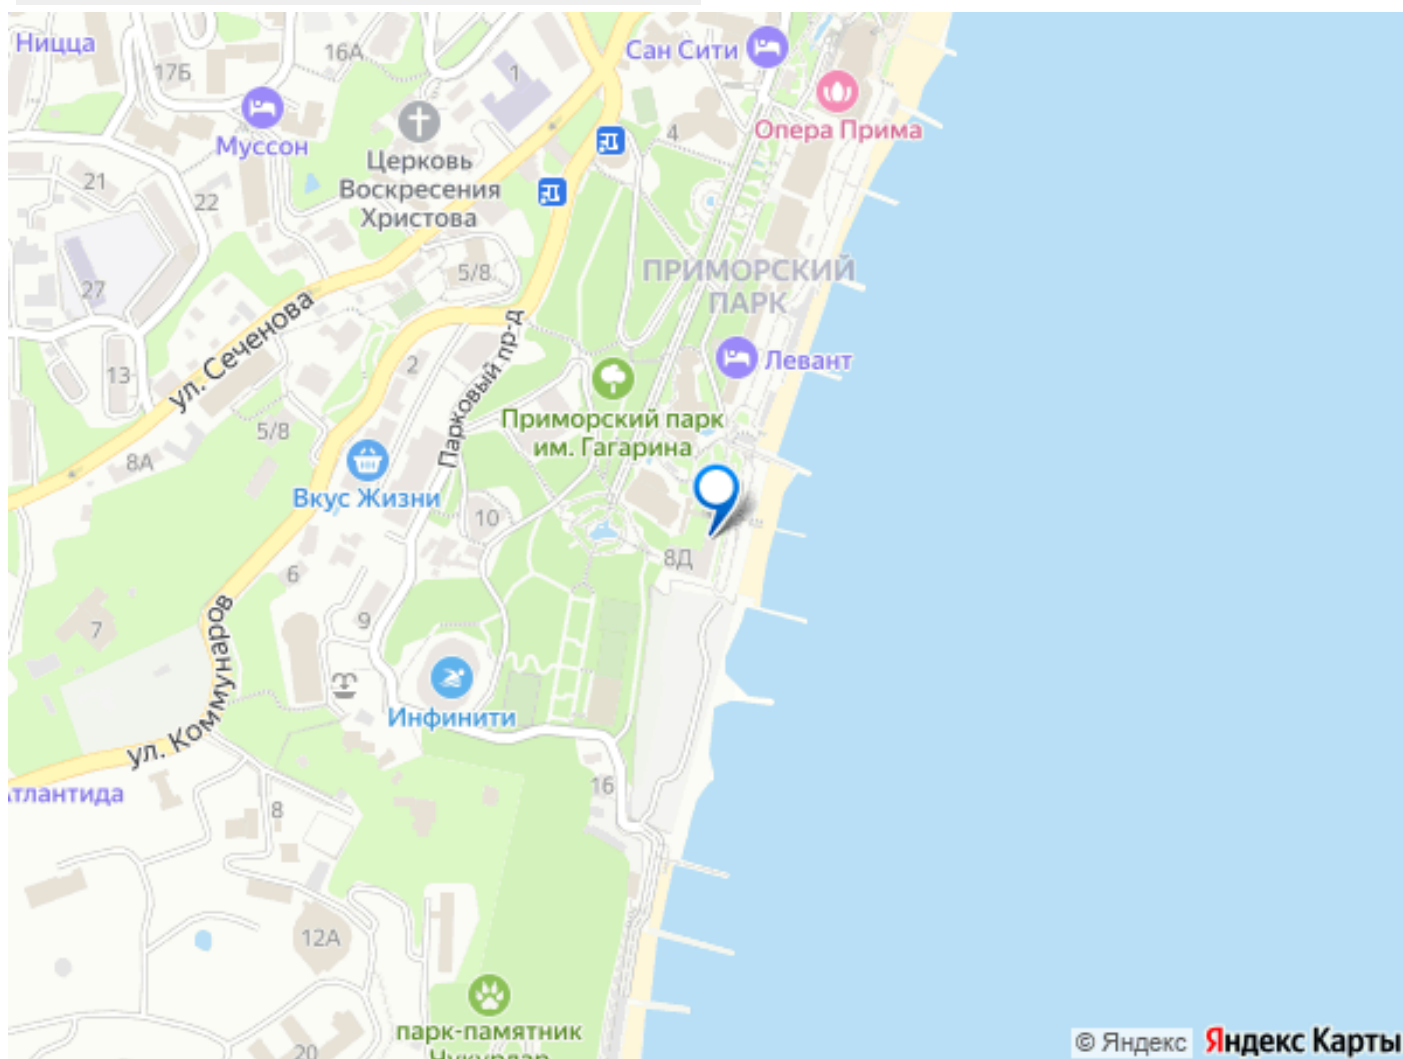 Ницца
16А
Сан Сити
17Б
1
Опера Прима
4
Муссон
Церковь
Воскресения
Христова
21
22
27
5/8
ПРИМОРСКИЙ
ПАРК
ул. Сеченова
Парковый пр-д
13
2
Левант
Приморский парк
им. Гагарина
5/8
8А
Вкус Жизни
10
8Д
6
9
7
ул. Коммунаров
Инфинити
16
тлантида
8
12А
парк-памятник
Чукурлар
20
© Яндекс Яндекс Карты